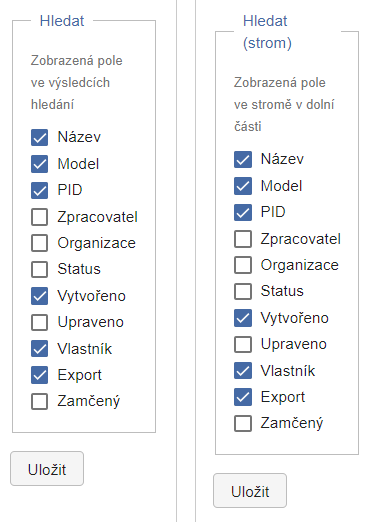 Hledat
Zobrazená pole
ve výsledcích
hledání
Název
Model
PID
Zpracovatel
Organizace
Status
Vytvořeno
Upraveno
Vlastník
Export
Zamčený
Uložit
Hledat
(strom)
Zobrazená pole
ve stromě v dolní
části
Název
Model
PID
Zpracovatel
Organizace
Status
Vytvořeno
Upraveno
Vlastník
Export
Zamčený
Uložit